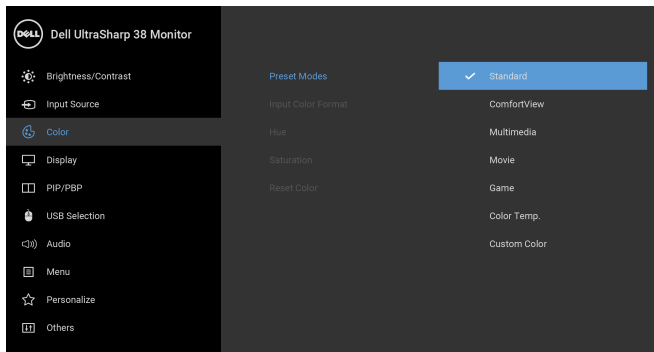 DELL Dell UltraSharp 38 Monitor
Brightness/Contrast
Input Source
Color
Display
PIP/PBP
USB Selection
Audio
Menu
Personalize
Others
Preset Modes
Input Color Format
Hue
Saturation
Reset Color
Standard
ComfortView
Multimedia
Movie
Game
Color Temp.
Custom Color